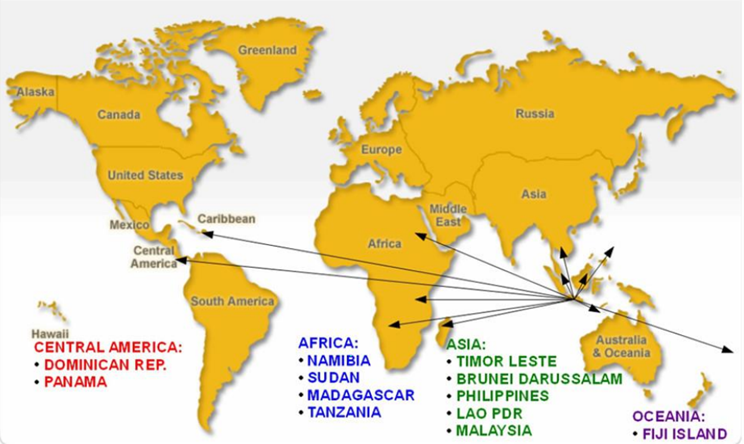 Greenland
Alaska
Canada
Russia
Europe
United States
Asia
Middle
East
Caribbean
Mexico
Africa
Central
America
South America
Hawaii
Australia
& Oceania
CENTRAL AMERICA:
• DOMINICAN REP.
• PANAMA
AFRICA:
• NAMIBIA
• SUDAN
• MADAGASCAR
• TANZANIA
ASIA:
• TIMOR LESTE
• BRUNEI DARUSSALAM
• PHILIPPINES
• LAO PDR
• MALAYSIA
OCEANIA:
• FIJI ISLAND